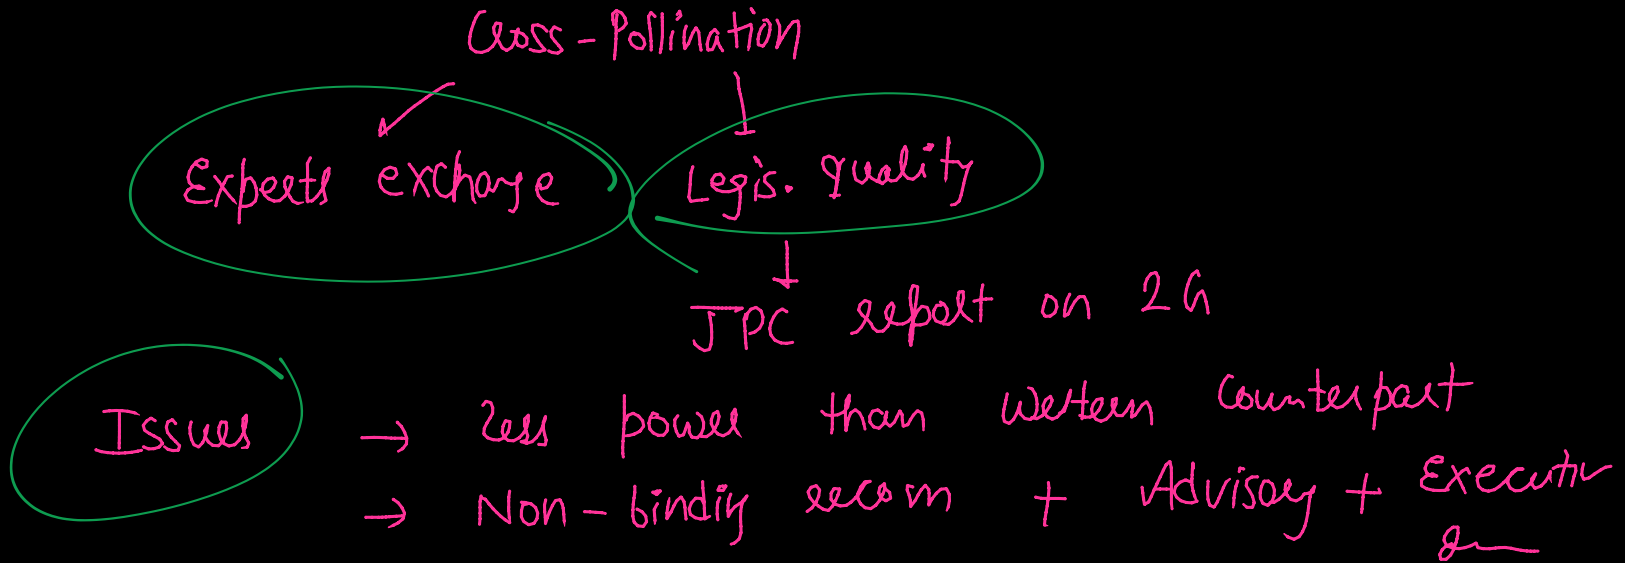 Cross-Pollination
Experts exchange
Legis. quality
JPC report on 2G
Issues → Less power than Western Counterpart
→ Non-binding recom + Advisory + Executiv